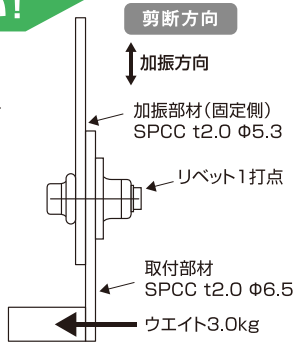 !
剪断方向
加振方向
加振部材(固定側)
SPCC t2.0 Φ5.3
リベット1打点
取付部材
SPCC t2.0 Φ6.5
ウエイト3.0kg